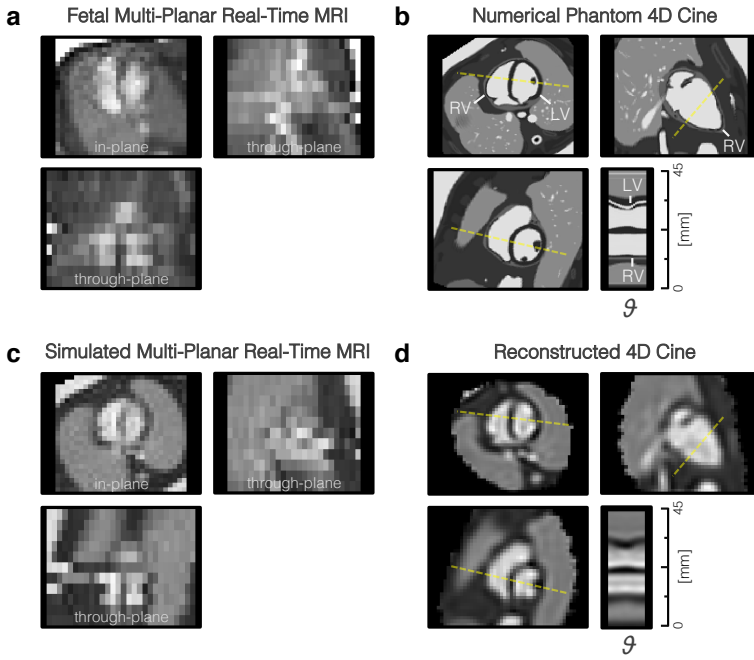 a
Fetal Multi-Planar Real-Time MRI
in-plane
through-plane
through-plane
b
Numerical Phantom 4D Cine
RV
LV
RV
LV
RV
45
[mm]
0
ϑ
c
Simulated Multi-Planar Real-Time MRI
in-plane
through-plane
through-plane
d
Reconstructed 4D Cine
45
[mm]
0
ϑ